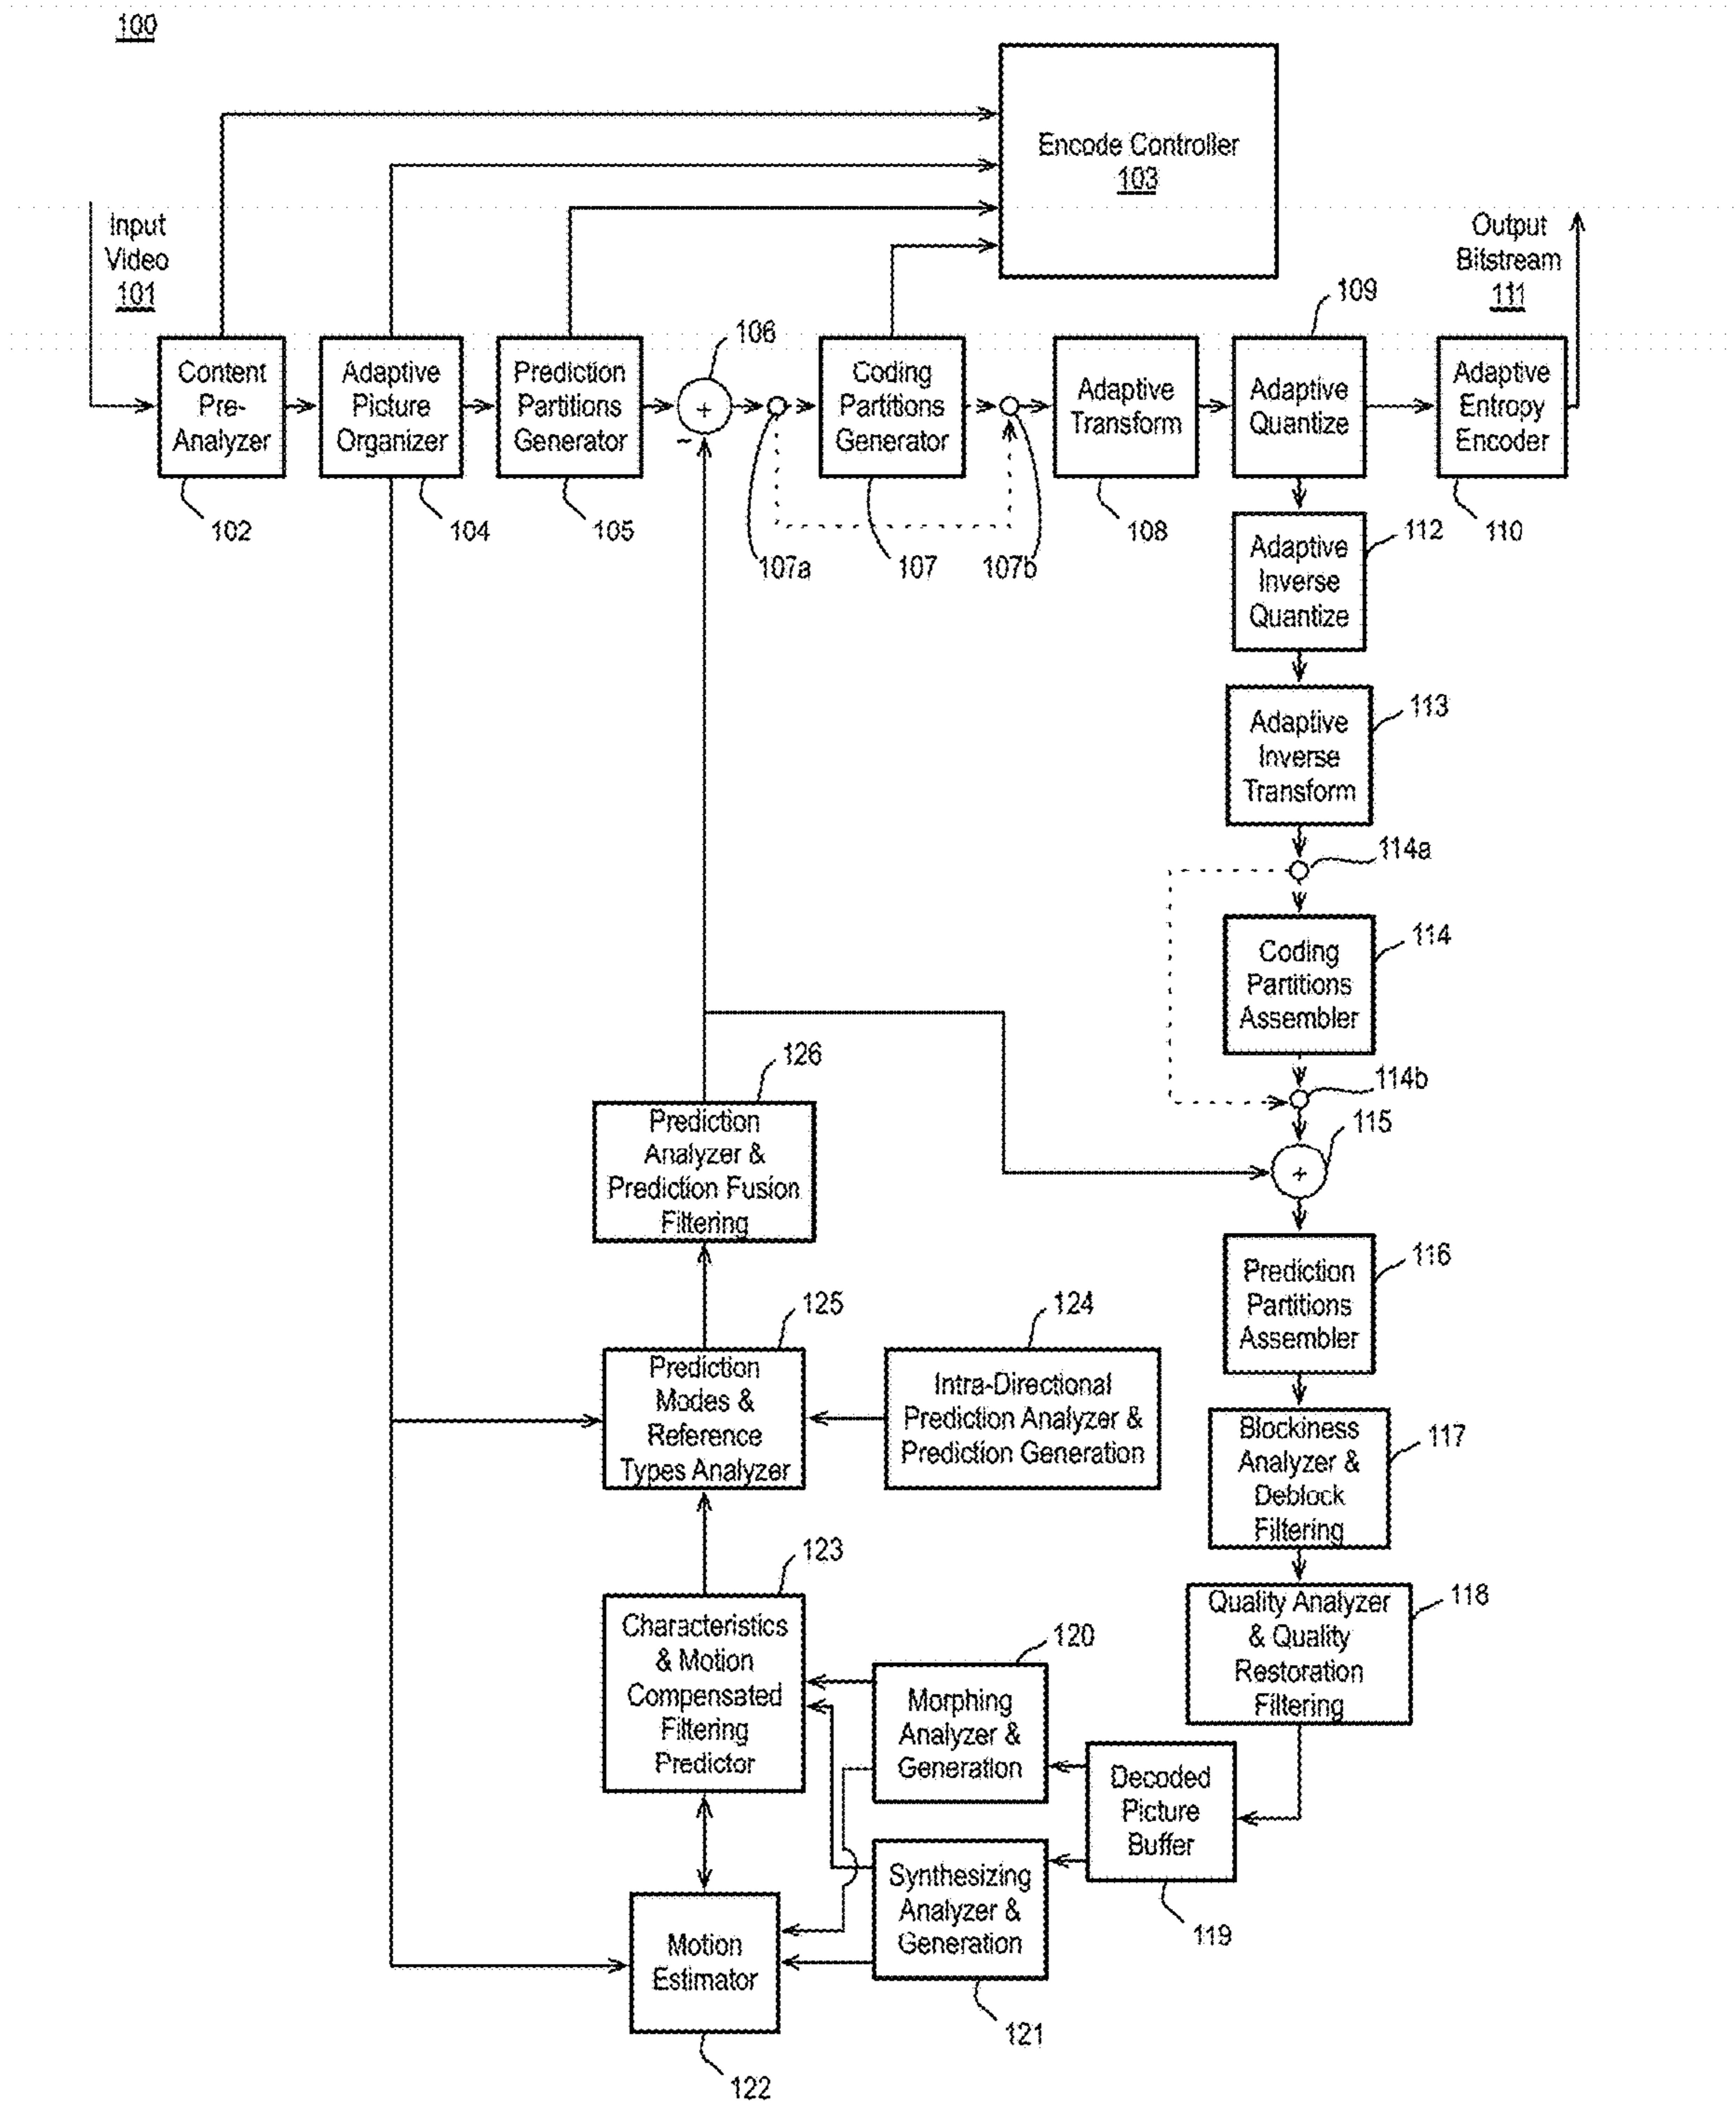 100
Encode Controller
103
Input
Video
101
Output
Bitstream
111
109
106
Content
Pre-
Analyzer
Adaptive
Picture
Organizer
Prediction
Partitions
Generator
+
-
Coding
Partitions
Generator
Adaptive
Transform
Adaptive
Quantize
Adaptive
Entropy
Encoder
102
104
105
107a
107
107b
108
110
112
Adaptive
Inverse
Quantize
113
Adaptive
Inverse
Transform
114a
114
Coding
Partitions
Assembler
114b
115
+
126
Prediction
Analyzer &
Prediction Fusion
Filtering
116
Prediction
Partitions
Assembler
125
124
Prediction
Modes &
Reference
Types Analyzer
Intra-Directional
Prediction Analyzer &
Prediction Generation
117
Blockiness
Analyzer &
Deblock
Filtering
123
118
Characteristics
& Motion
Compensated
Filtering
Predictor
120
Quality Analyzer
& Quality
Restoration
Filtering
Morphing
Analyzer &
Generation
Decoded
Picture
Buffer
Synthesizing
Analyzer &
Generation
119
Motion
Estimator
121
122